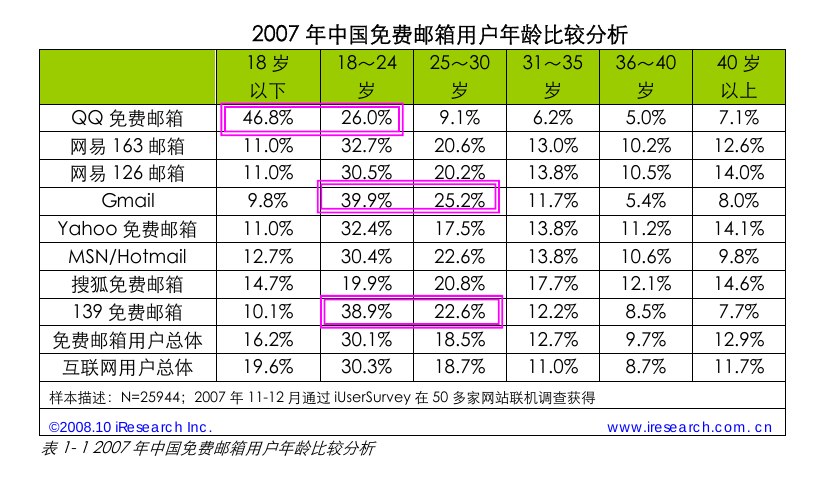 2007 年中国免费邮箱用户年龄比较分析
18 岁以下 18～24岁 25～30岁 31～35岁 36～40岁 40 岁以上
QQ 免费邮箱 46.8% 26.0% 9.1% 6.2% 5.0% 7.1%
网易 163 邮箱 11.0% 32.7% 20.6% 13.0% 10.2% 12.6%
网易 126 邮箱 11.0% 30.5% 20.2% 13.8% 10.5% 14.0%
Gmail 9.8% 39.9% 25.2% 11.7% 5.4% 8.0%
Yahoo 免费邮箱 11.0% 32.4% 17.5% 13.8% 11.2% 14.1%
MSN/Hotmail 12.7% 30.4% 22.6% 13.8% 10.6% 9.8%
搜狐免费邮箱 14.7% 19.9% 20.8% 17.7% 12.1% 14.6%
139 免费邮箱 10.1% 38.9% 22.6% 12.2% 8.5% 7.7%
免费邮箱用户总体 16.2% 30.1% 18.5% 12.7% 9.7% 12.9%
互联网用户总体 19.6% 30.3% 18.7% 11.0% 8.7% 11.7%
样本描述：N=25944；2007 年 11-12 月通过 iUserSurvey 在 50 多家网站联机调查获得
©2008.10 iResearch Inc. www.iresearch.com.cn
表 1- 1 2007 年中国免费邮箱用户年龄比较分析